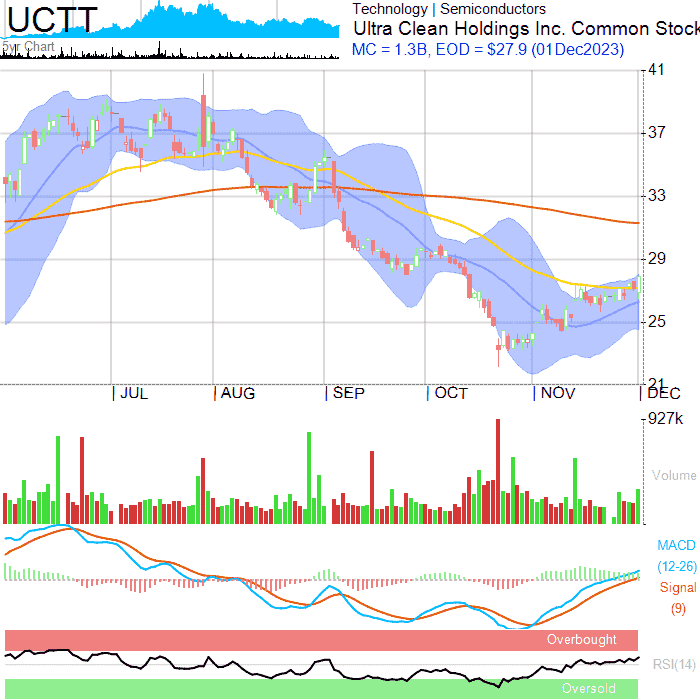 UCTT
5yr Chart
Technology | Semiconductors
Ultra Clean Holdings Inc. Common Stock
MC = 1.3B, EOD = $27.9 (01Dec2023)
41
37
33
29
25
21
JUL AUG SEP OCT NOV DEC
927k
Volume
MACD
(12-26)
Signal
(9)
Overbought
RSI(14)
Oversold